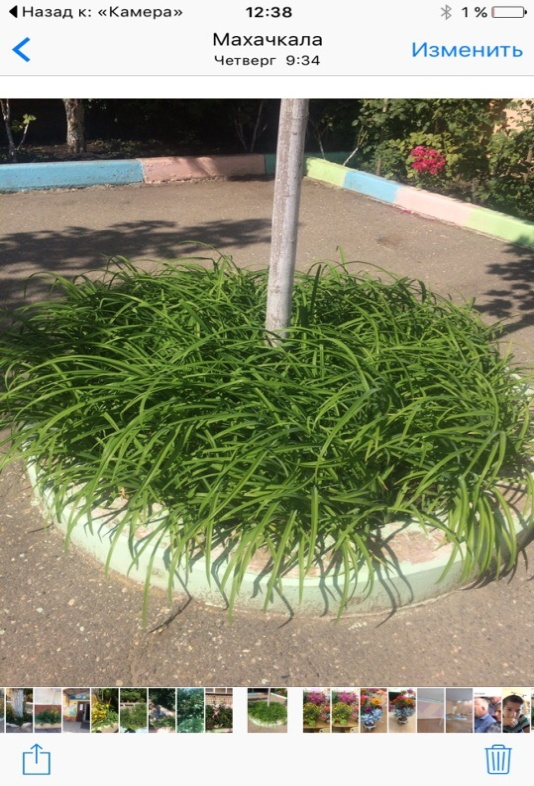 Назад к: «Камера» 12:38 1 %
Махачкала
Четверг 9:34
Изменить